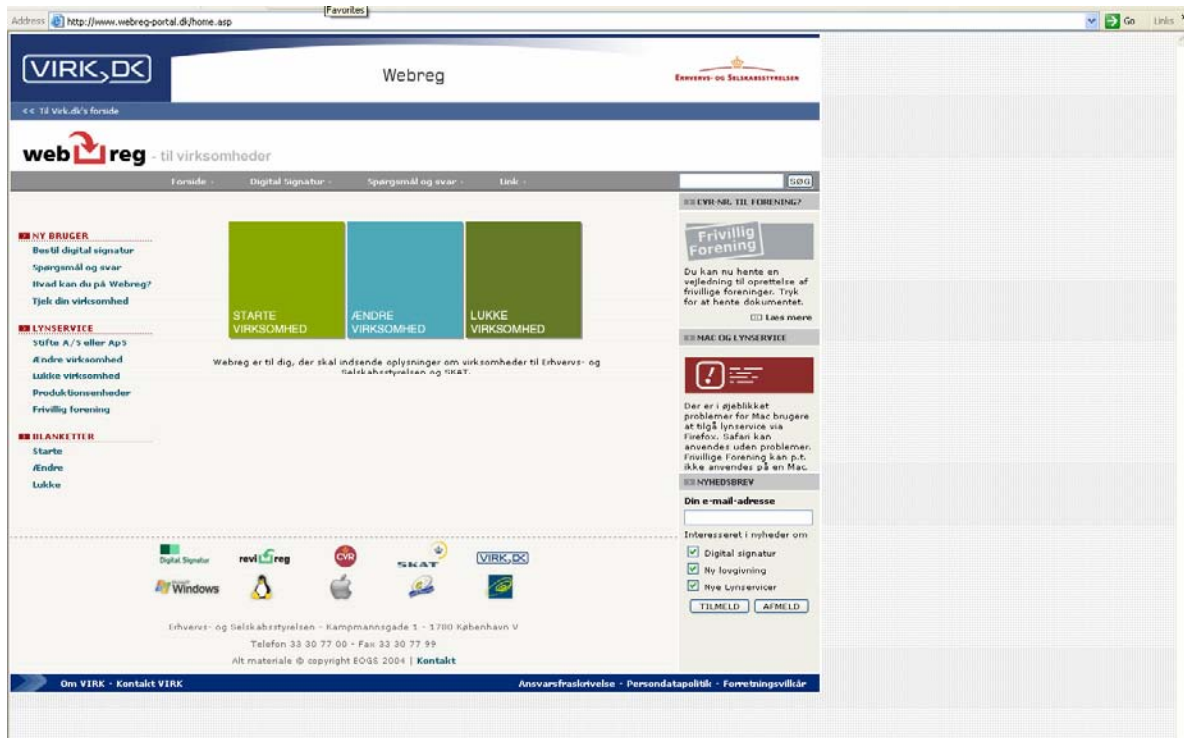 Favorites
Address http://www.webreg-portal.dk/home.asp Go Links
VIRK.DK
Webreg
ERHVERVS- OG SELSKABSSTYRELSEN
<< Til Virk.dk's forside
web reg - til virksomheder
Forside - Digital Signatur - Spørgsmål og svar - Link -
SØG
NY BRUGER
Bestil digital signatur
Spørgsmål og svar
Hvad kan du på Webreg?
Tjek din virksomhed
LYNSERVICE
Stifte A/S eller ApS
Ændre virksomhed
Lukke virksomhed
Produktionsenheder
Frivillig forening
BLANKETTER
Starte
Ændre
Lukke
STARTE
VIRKSOMHED
ÆNDRE
VIRKSOMHED
LUKKE
VIRKSOMHED
Webreg er til dig, der skal indsende oplysninger om virksomheder til Erhvervs- og
Selskabsstyrelsen og SKAT.
CVR-NR. TIL FORENING?
Frivillig
Forening
Du kan nu hente en
vejledning til oprettelse af
frivillige foreninger. Tryk
for at hente dokumentet.
Læs mere
MAC OG LYNSERVICE
Der er i øjeblikket
problemer for Mac brugere
at tilgå lynservice via
Firefox. Safari kan
anvendes uden problemer.
Frivillige Forening kan p.t.
ikke anvendes på en Mac.
NYHEDSBREV
Din e-mail-adresse
Interesseret i nyheder om
Digital signatur
Ny lovgivning
Nye Lynservicer
TILMELD AFMELD
Digital Signatur revi reg CVR SKAT VIRK.DK
Microsoft Windows
Erhvervs- og Selskabsstyrelsen - Kampmannsgade 1 - 1780 København V
Telefon 33 30 77 00 - Fax 33 30 77 99
Alt materiale © copyright EOGS 2004 | Kontakt
Om VIRK - Kontakt VIRK
Ansvarsfraskrivelse - Persondatapolitik - Forretningsvilkår